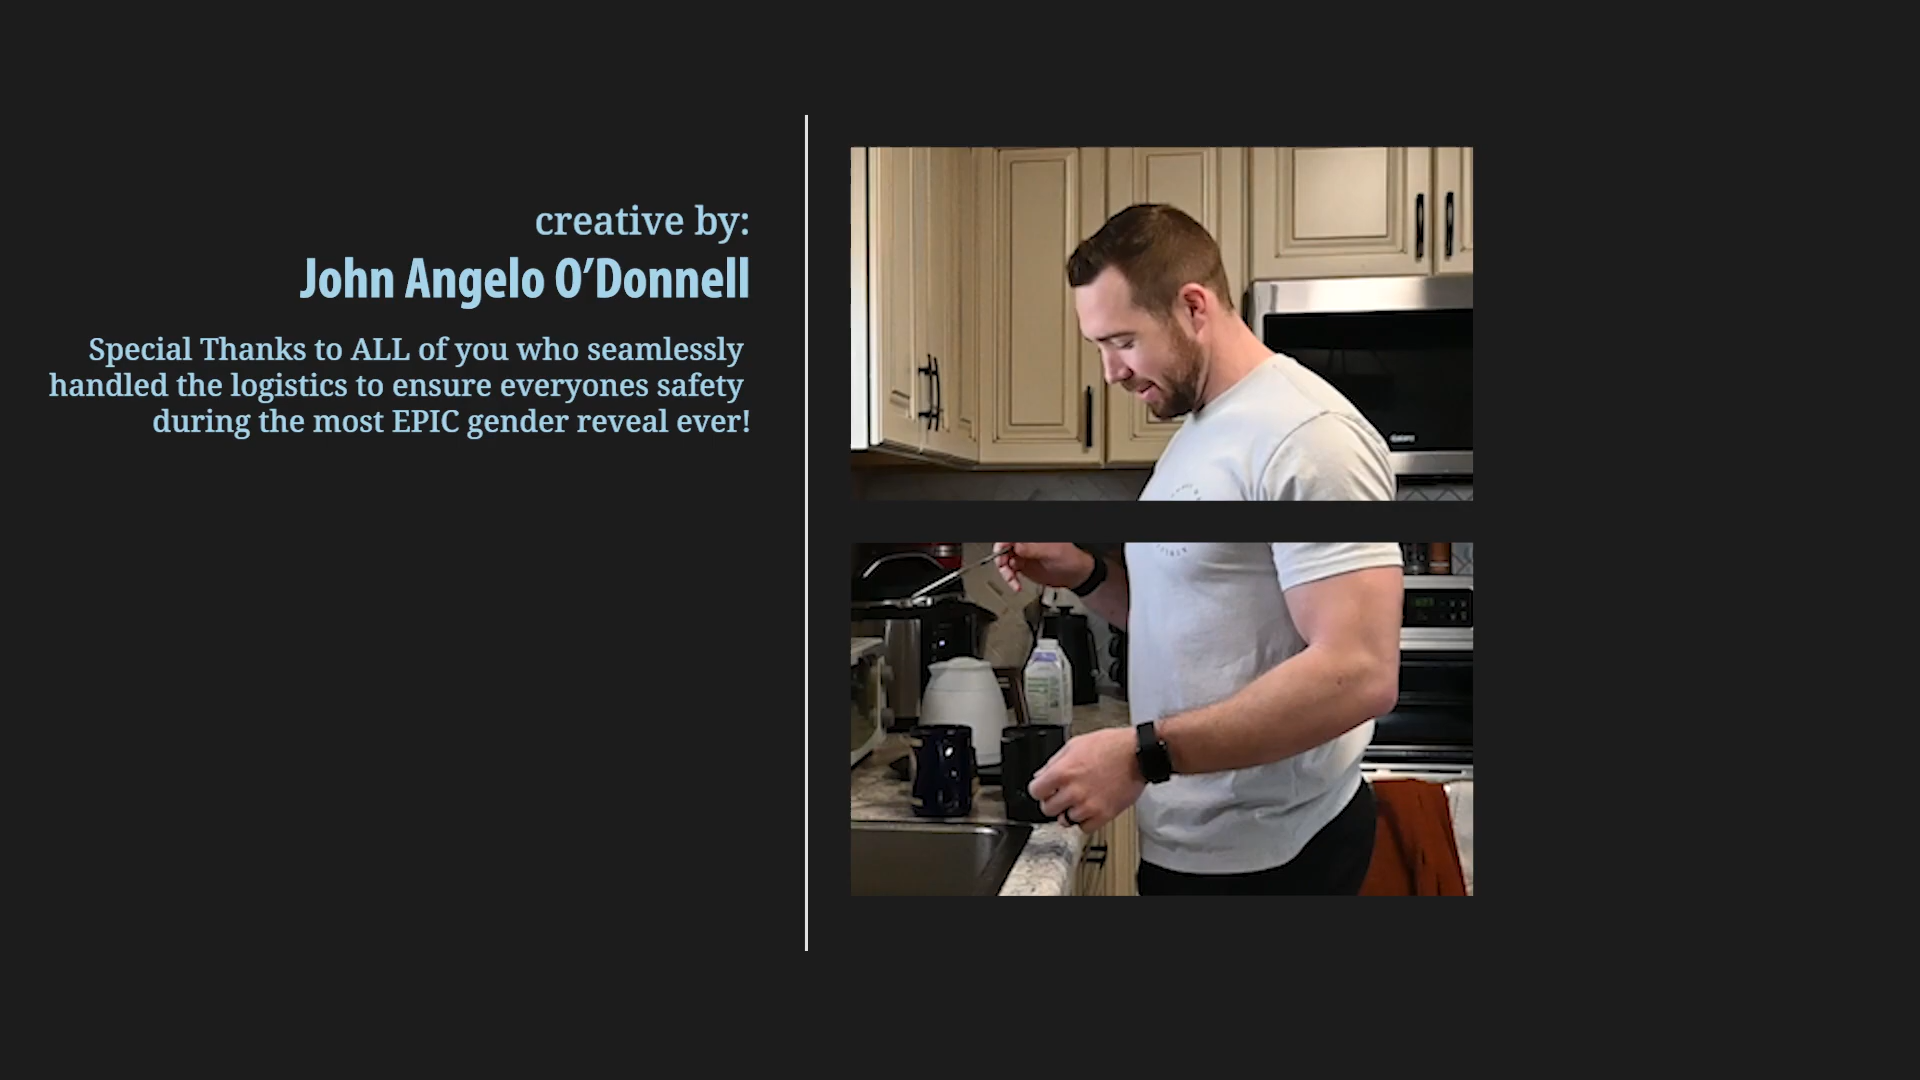 creative by:
John Angelo O’Donnell
Special Thanks to ALL of you who seamlessly
handled the logistics to ensure everyones safety
during the most EPIC gender reveal ever!